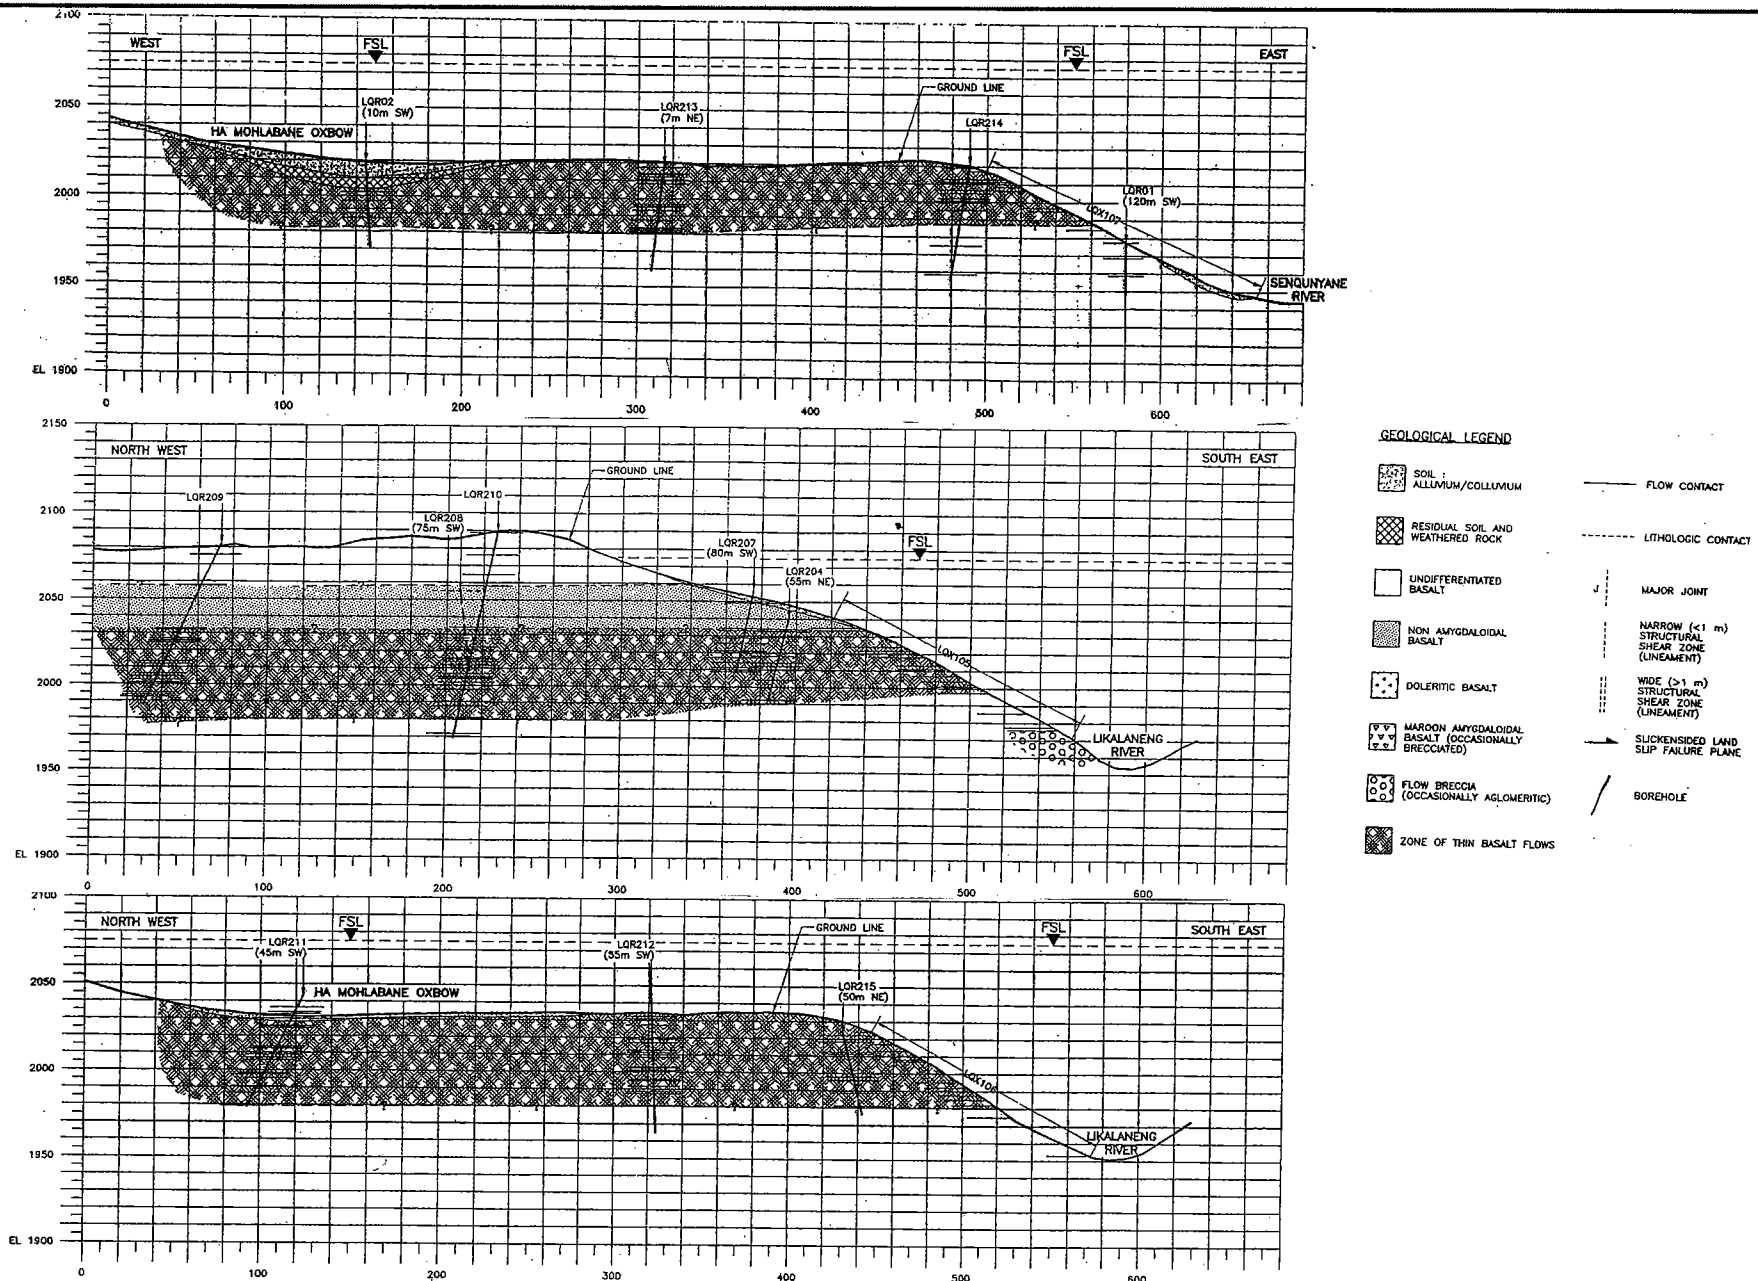 2100
WEST
FSL
FSL
EAST
GROUND LINE
2050
LQR02
(10m SW)
LQR213
(7m NE)
LQR214
HA MOHLABANE OXBOW
2000
LQR01
(120m SW)
LQX107
1950
SENQUNYANE
RIVER
EL 1900
0 100 200 300 400 500 600
2150
NORTH WEST
SOUTH EAST
GROUND LINE
LQR209
LQR210
2100
LQR208
(75m SW)
LQR207
(80m SW)
FSL
LQR204
(55m NE)
2050
LQX105
2000
LIKALANENG
RIVER
1950
EL 1900
0 100 200 300 400 500 600
2100
NORTH WEST
FSL
GROUND LINE
FSL
SOUTH EAST
LQR211
(45m SW)
LQR212
(55m SW)
2050
HA MOHLABANE OXBOW
LQR215
(50m NE)
2000
LQX106
1950
LIKALANENG
RIVER
EL 1900
0 100 200 300 400 500 600
GEOLOGICAL LEGEND
SOIL :
ALLUVIUM/COLLUVIUM
FLOW CONTACT
RESIDUAL SOIL AND
WEATHERED ROCK
LITHOLOGIC CONTACT
UNDIFFERENTIATED
BASALT
J
MAJOR JOINT
NON AMYGDALOIDAL
BASALT
NARROW (<1 m)
STRUCTURAL
SHEAR ZONE
(LINEAMENT)
DOLERITIC BASALT
WIDE (>1 m)
STRUCTURAL
SHEAR ZONE
(LINEAMENT)
MAROON AMYGDALOIDAL
BASALT (OCCASIONALLY
BRECCIATED)
SLICKENSIDED LAND
SLIP FAILURE PLANE
FLOW BRECCIA
(OCCASIONALLY AGLOMERITIC)
BOREHOLE
ZONE OF THIN BASALT FLOWS